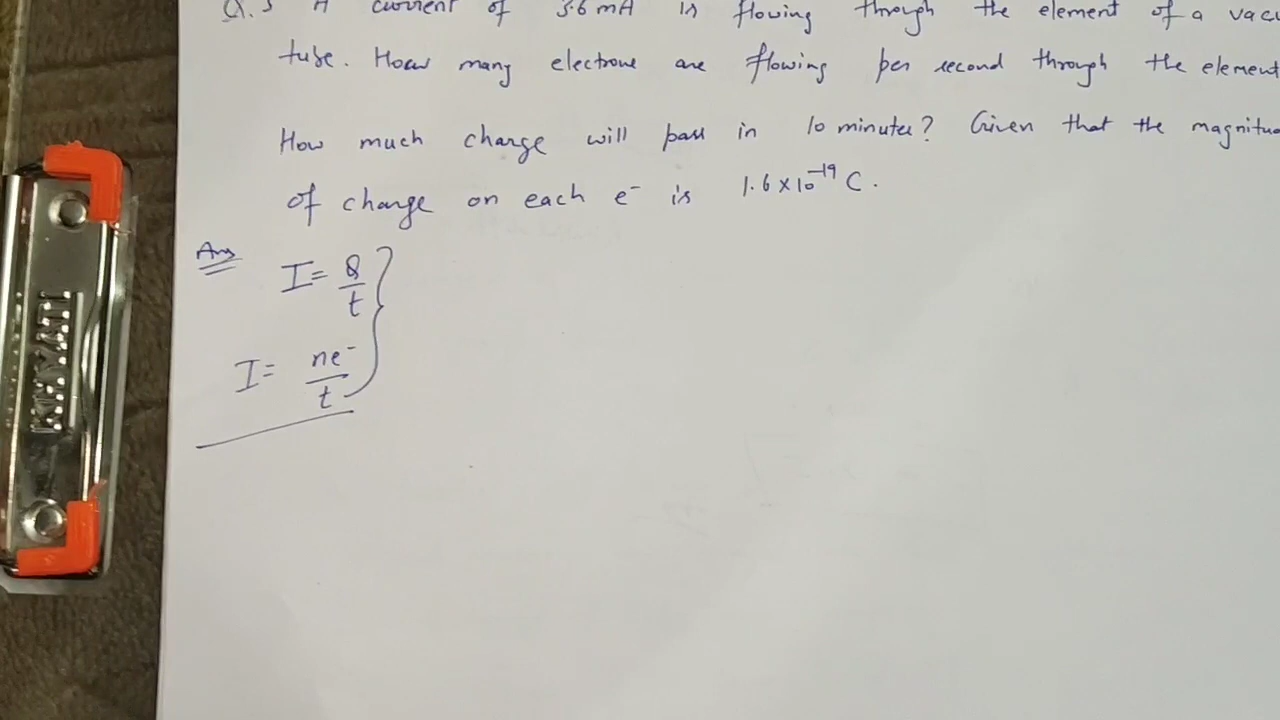 Q.3 A current of 5.6 mA is flowing through the element of a vacu
tube. How many electrons are flowing per second through the element
How much charge will pass in 10 minutes? Given that the magnitud
of charge on each e⁻ is 1.6 × 10⁻¹⁹ C.
Ans
I = Q/t
I = ne⁻/t
KHYATI